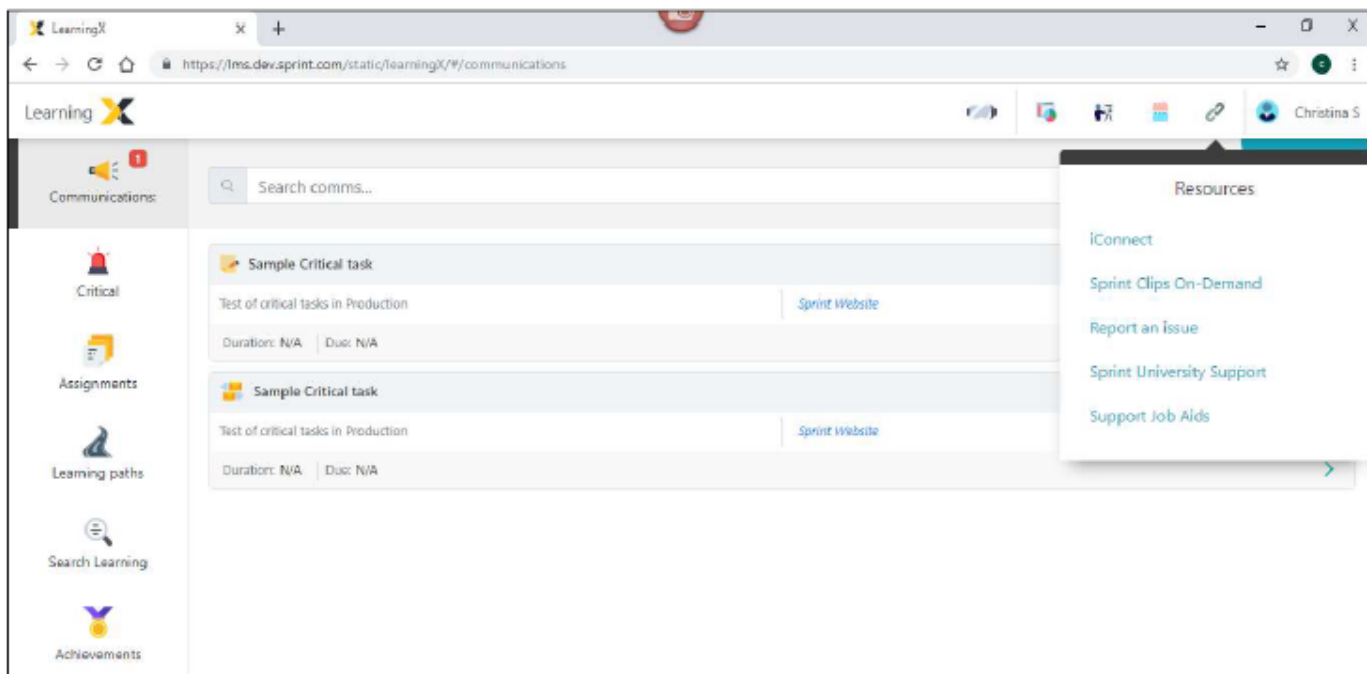 LearningX
https://lms.dev.sprint.com/static/learningX/#/communications
Learning X
Christina S
1
Communications
Search comms...
Resources
iConnect
Sprint Clips On-Demand
Report an issue
Sprint University Support
Support Job Aids
Critical
Assignments
Learning paths
Search Learning
Achievements
Sample Critical task
Test of critical tasks in Production
Sprint Website
Duration: N/A
Due: N/A
Sample Critical task
Test of critical tasks in Production
Sprint Website
Duration: N/A
Due: N/A